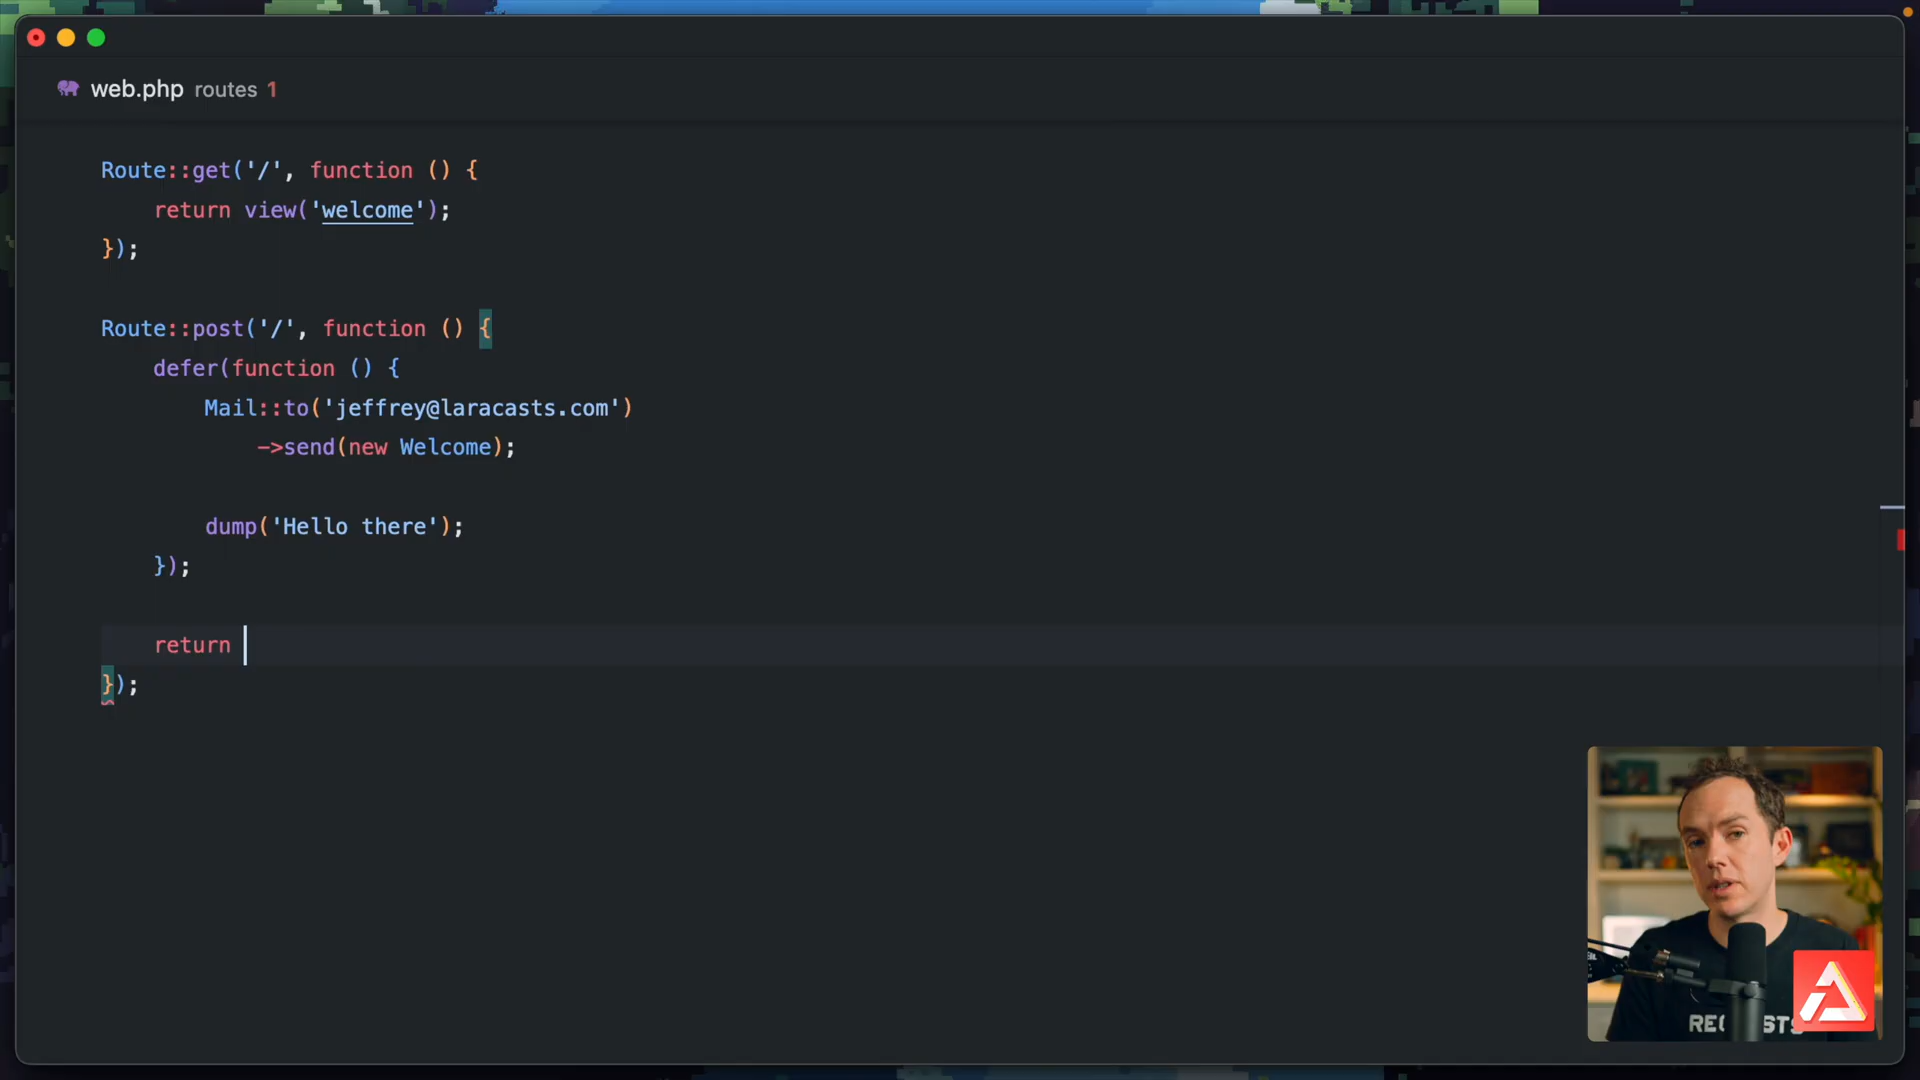 web.php routes 1
Route::get('/', function () {
    return view('welcome');
});
Route::post('/', function () {
    defer(function () {
        Mail::to('jeffrey@laracasts.com')
            ->send(new Welcome);
        dump('Hello there');
    });
    return
});